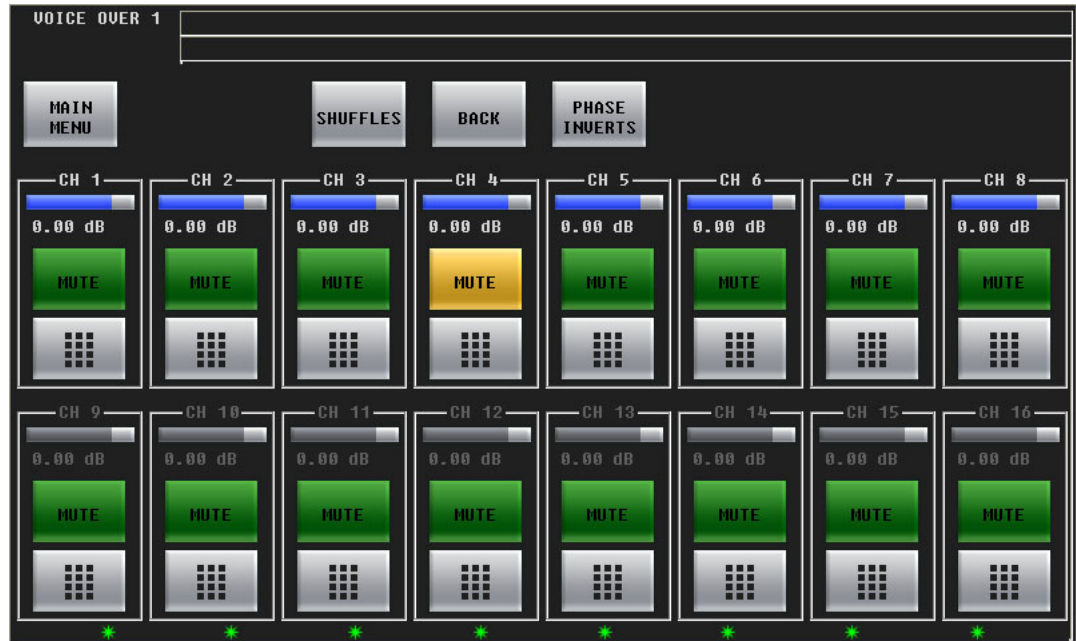 VOICE OVER 1
MAIN
MENU
SHUFFLES
BACK
PHASE
INVERTS
CH 1 CH 2 CH 3 CH 4 CH 5 CH 6 CH 7 CH 8
0.00 dB 0.00 dB 0.00 dB 0.00 dB 0.00 dB 0.00 dB 0.00 dB 0.00 dB
MUTE MUTE MUTE MUTE MUTE MUTE MUTE MUTE
CH 9 CH 10 CH 11 CH 12 CH 13 CH 14 CH 15 CH 16
0.00 dB 0.00 dB 0.00 dB 0.00 dB 0.00 dB 0.00 dB 0.00 dB 0.00 dB
MUTE MUTE MUTE MUTE MUTE MUTE MUTE MUTE